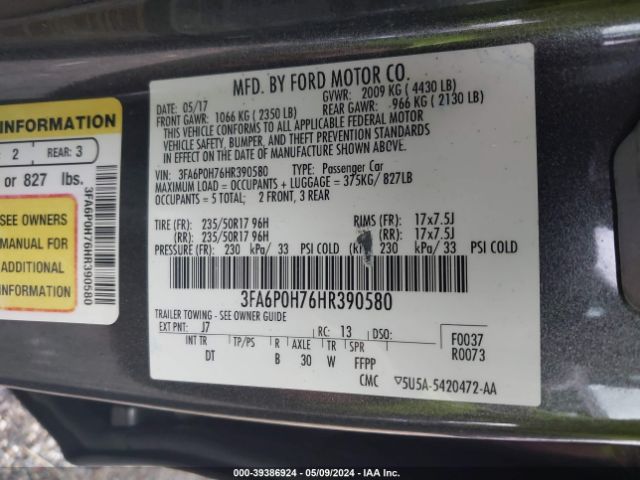 INFORMATION
2 REAR: 3
or 827 lbs.
SEE OWNERS
MANUAL FOR
ADDITIONAL
INFORMATION
3FA6P0H76HR390580
MFD. BY FORD MOTOR CO.
DATE: 05/17 GVWR: 2009 KG ( 4430 LB)
FRONT GAWR: 1066 KG ( 2350 LB) REAR GAWR: 966 KG ( 2130 LB)
THIS VEHICLE CONFORMS TO ALL APPLICABLE FEDERAL MOTOR
VEHICLE SAFETY, BUMPER, AND THEFT PREVENTION STANDARDS
IN EFFECT ON THE DATE OF MANUFACTURE SHOWN ABOVE.
VIN: 3FA6P0H76HR390580 TYPE: Passenger Car
MAXIMUM LOAD = OCCUPANTS + LUGGAGE = 375KG/ 827LB
OCCUPANTS = 5 TOTAL; 2 FRONT, 3 REAR
TIRE (FR): 235/50R17 96H RIMS (FR): 17x7.5J
(RR): 235/50R17 96H (RR): 17x7.5J
PRESSURE (FR): 230 kPa/ 33 PSI COLD (RR): 230 kPa/ 33 PSI COLD
3FA6P0H76HR390580
TRAILER TOWING - SEE OWNER GUIDE
EXT PNT: J7 RC: 13 DSO: F0037
INT TR TP/PS R AXLE TR SPR R0073
DT B 30 W FFPP
CMC ▽5U5A-5420472-AA
000-39386924 - 05/09/2024 - IAA Inc.